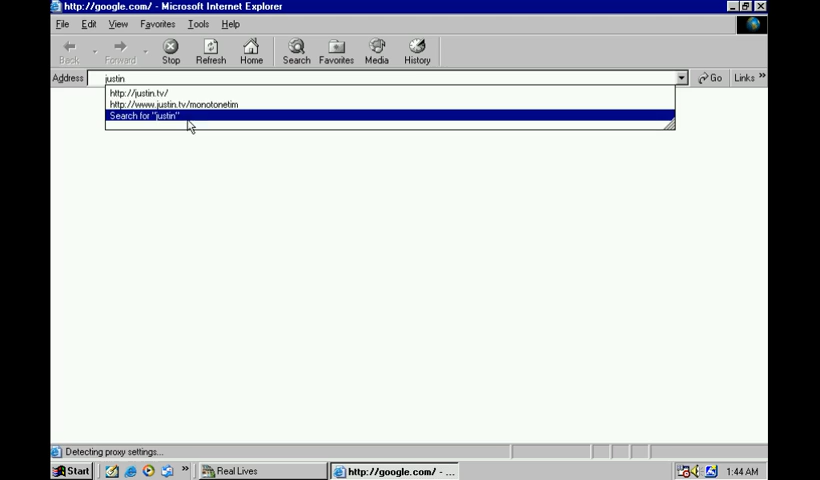 http://google.com/ - Microsoft Internet Explorer
File Edit View Favorites Tools Help
Back Forward Stop Refresh Home Search Favorites Media History
Address justin Go Links »
http://justin.tv/
http://www.justin.tv/monotonetim
Search for "justin"
Detecting proxy settings...
Start » Real Lives http://google.com/ - ... 1:44 AM